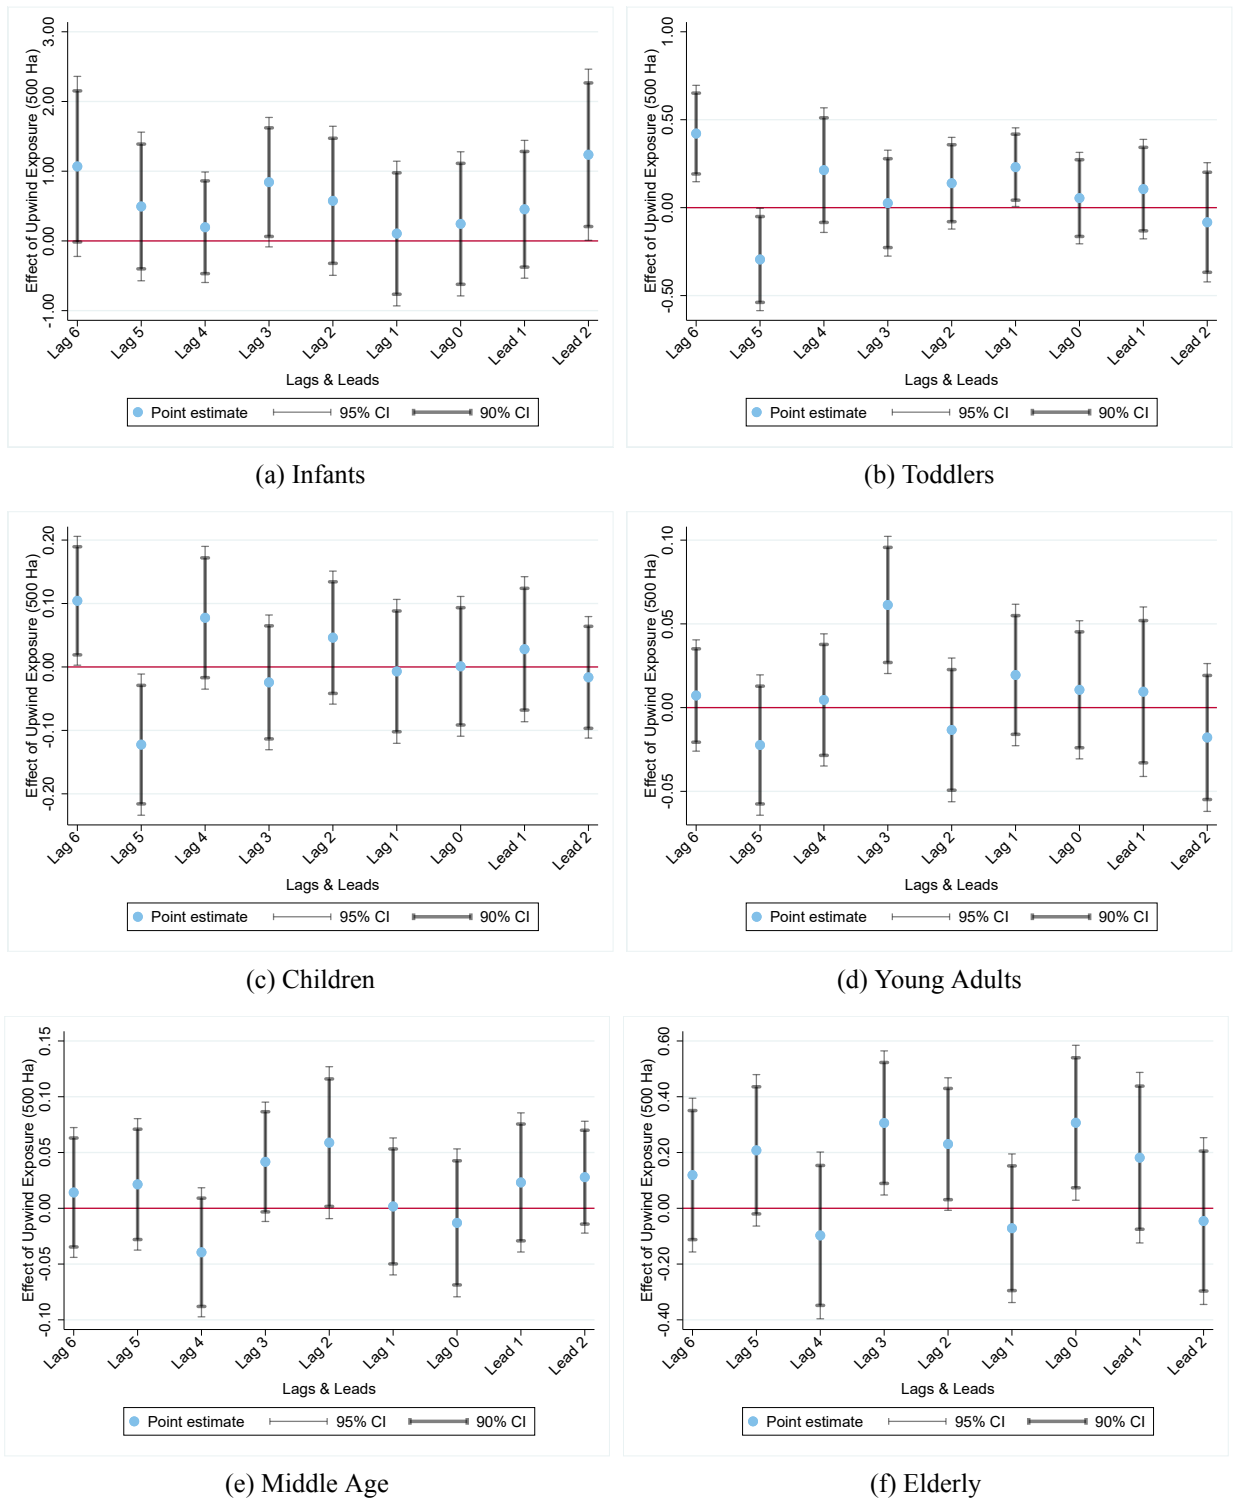 Effect of Upwind Exposure (500 Ha)
3.00
2.00
1.00
0.00
-1.00
Lag 6
Lag 5
Lag 4
Lag 3
Lag 2
Lag 1
Lag 0
Lead 1
Lead 2
Lags & Leads
Point estimate 95% CI 90% CI
(a) Infants
Effect of Upwind Exposure (500 Ha)
1.00
0.50
0.00
-0.50
Lag 6
Lag 5
Lag 4
Lag 3
Lag 2
Lag 1
Lag 0
Lead 1
Lead 2
Lags & Leads
Point estimate 95% CI 90% CI
(b) Toddlers
Effect of Upwind Exposure (500 Ha)
0.20
0.10
0.00
-0.10
-0.20
Lag 6
Lag 5
Lag 4
Lag 3
Lag 2
Lag 1
Lag 0
Lead 1
Lead 2
Lags & Leads
Point estimate 95% CI 90% CI
(c) Children
Effect of Upwind Exposure (500 Ha)
0.10
0.05
0.00
-0.05
Lag 6
Lag 5
Lag 4
Lag 3
Lag 2
Lag 1
Lag 0
Lead 1
Lead 2
Lags & Leads
Point estimate 95% CI 90% CI
(d) Young Adults
Effect of Upwind Exposure (500 Ha)
0.15
0.10
0.05
0.00
-0.05
-0.10
Lag 6
Lag 5
Lag 4
Lag 3
Lag 2
Lag 1
Lag 0
Lead 1
Lead 2
Lags & Leads
Point estimate 95% CI 90% CI
(e) Middle Age
Effect of Upwind Exposure (500 Ha)
0.60
0.40
0.20
0.00
-0.20
-0.40
Lag 6
Lag 5
Lag 4
Lag 3
Lag 2
Lag 1
Lag 0
Lead 1
Lead 2
Lags & Leads
Point estimate 95% CI 90% CI
(f) Elderly